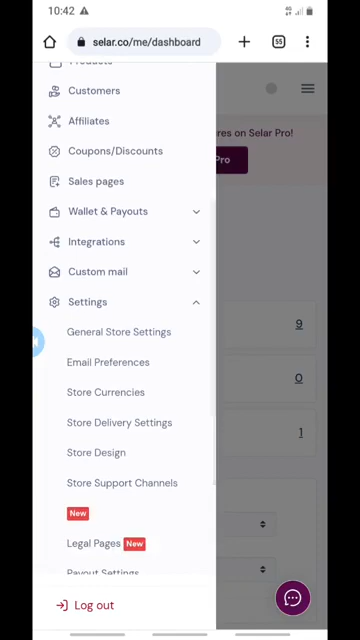 10:42
4G
selar.co/me/dashboard
55
Products
Customers
Affiliates
ures on Selar Pro!
Coupons/Discounts
Pro
Sales pages
Wallet & Payouts
Integrations
Custom mail
Settings
9
General Store Settings
Email Preferences
0
Store Currencies
Store Delivery Settings
1
Store Design
Store Support Channels
New
Legal Pages New
Payout Settings
Log out